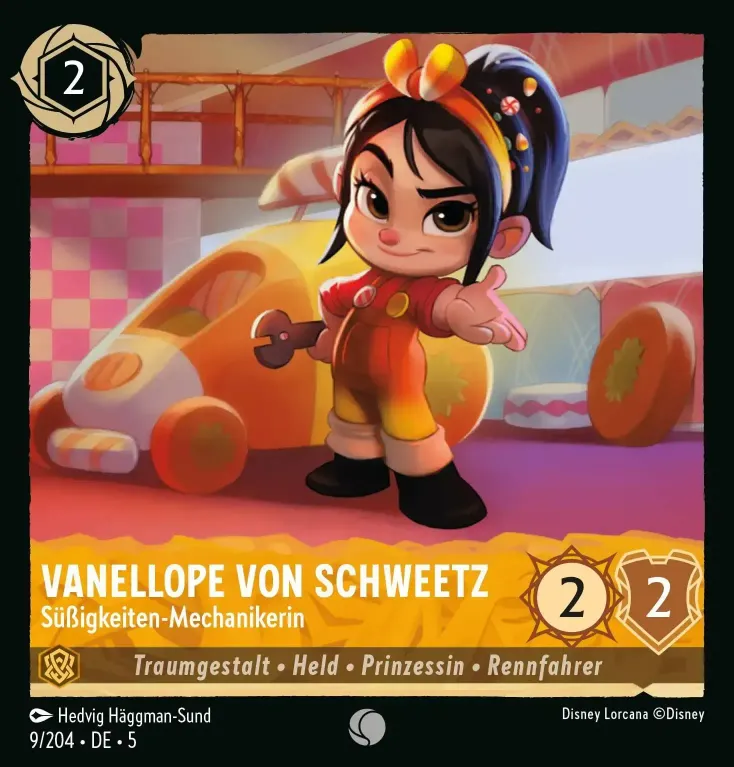 2
VANELLOPE VON SCHWEETZ
Süßigkeiten-Mechanikerin
2
2
Traumgestalt • Held • Prinzessin • Rennfahrer
Hedvig Häggman-Sund
Disney Lorcana ©Disney
9/204 • DE • 5